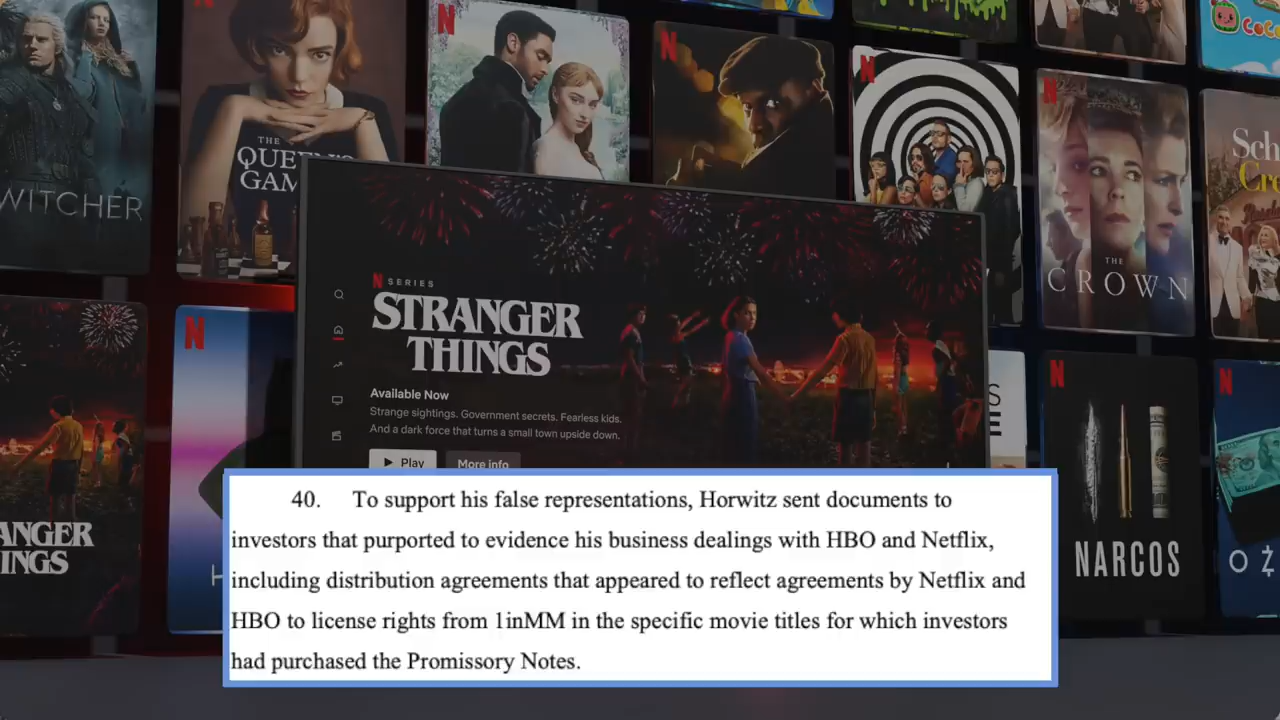 N
N
N
N
N
COCO
WITCHER
THE
QUEEN'S
GAM
Sch
Cre
THE
CROWN
N SERIES
STRANGER
THINGS
Available Now
Strange sightings. Government secrets. Fearless kids.
And a dark force that turns a small town upside down.
Play
More info
N
N
N
S
E
ANGER
INGS
H
NARCOS
OZ
40. To support his false representations, Horwitz sent documents to
investors that purported to evidence his business dealings with HBO and Netflix,
including distribution agreements that appeared to reflect agreements by Netflix and
HBO to license rights from 1inMM in the specific movie titles for which investors
had purchased the Promissory Notes.